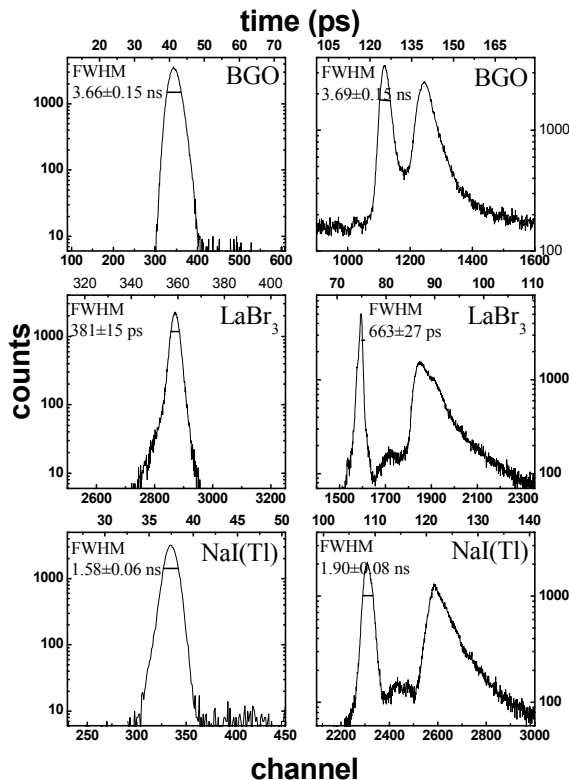 time (ps)
20 30 40 50 60 70
105 120 135 150 165
FWHM
3.66±0.15 ns
BGO
FWHM
3.69±0.15 ns
BGO
1000
100
10
1000
100
100 200 300 400 500 600
1000 1200 1400 1600
320 340 360 380 400
70 80 90 100 110
counts
FWHM
381±15 ps
LaBr3
FWHM
663±27 ps
LaBr3
1000
100
10
1000
100
2600 2800 3000 3200
1500 1700 1900 2100 2300
30 35 40 45 50
100 110 120 130 140
FWHM
1.58±0.06 ns
NaI(Tl)
FWHM
1.90±0.08 ns
NaI(Tl)
1000
100
10
1000
100
250 300 350 400 450
2200 2400 2600 2800 3000
channel